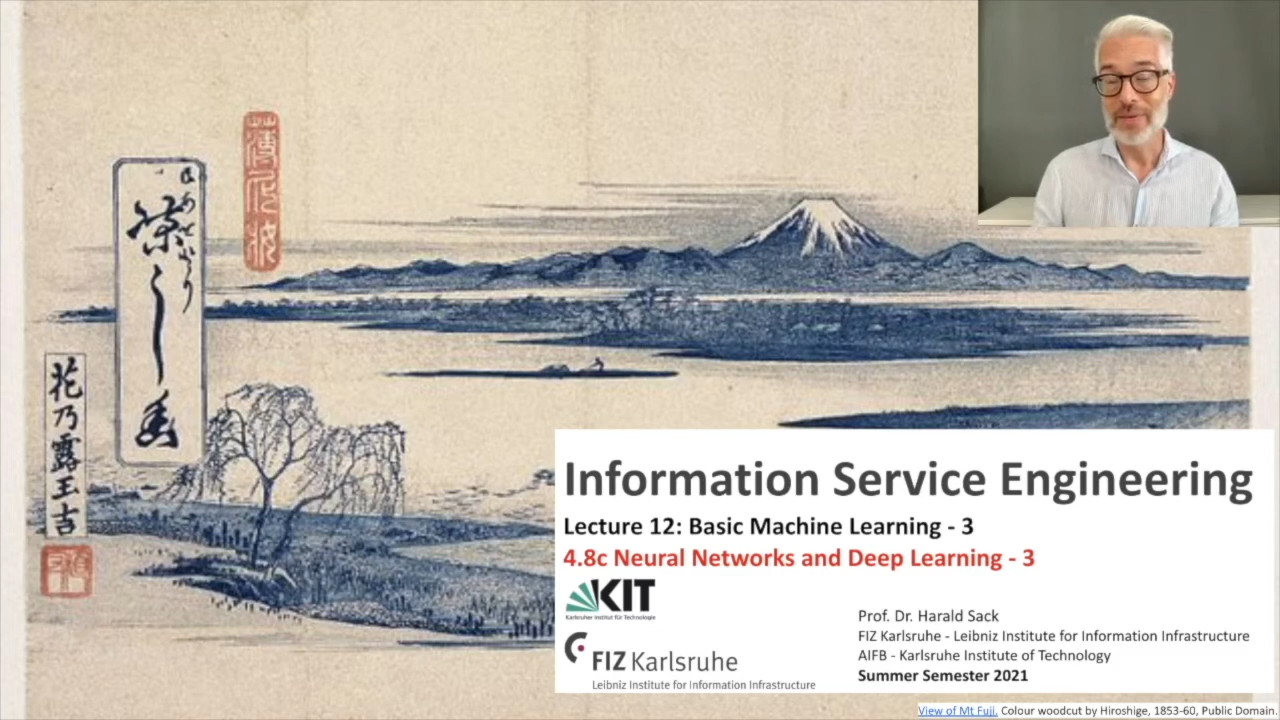 花乃露玉吉
Information Service Engineering
Lecture 12: Basic Machine Learning - 3
4.8c Neural Networks and Deep Learning - 3
KIT
Karlsruher Institut für Technologie
FIZ Karlsruhe
Leibniz Institute for Information Infrastructure
Prof. Dr. Harald Sack
FIZ Karlsruhe - Leibniz Institute for Information Infrastructure
AIFB - Karlsruhe Institute of Technology
Summer Semester 2021
View of Mt Fuji, Colour woodcut by Hiroshige, 1853-60, Public Domain.